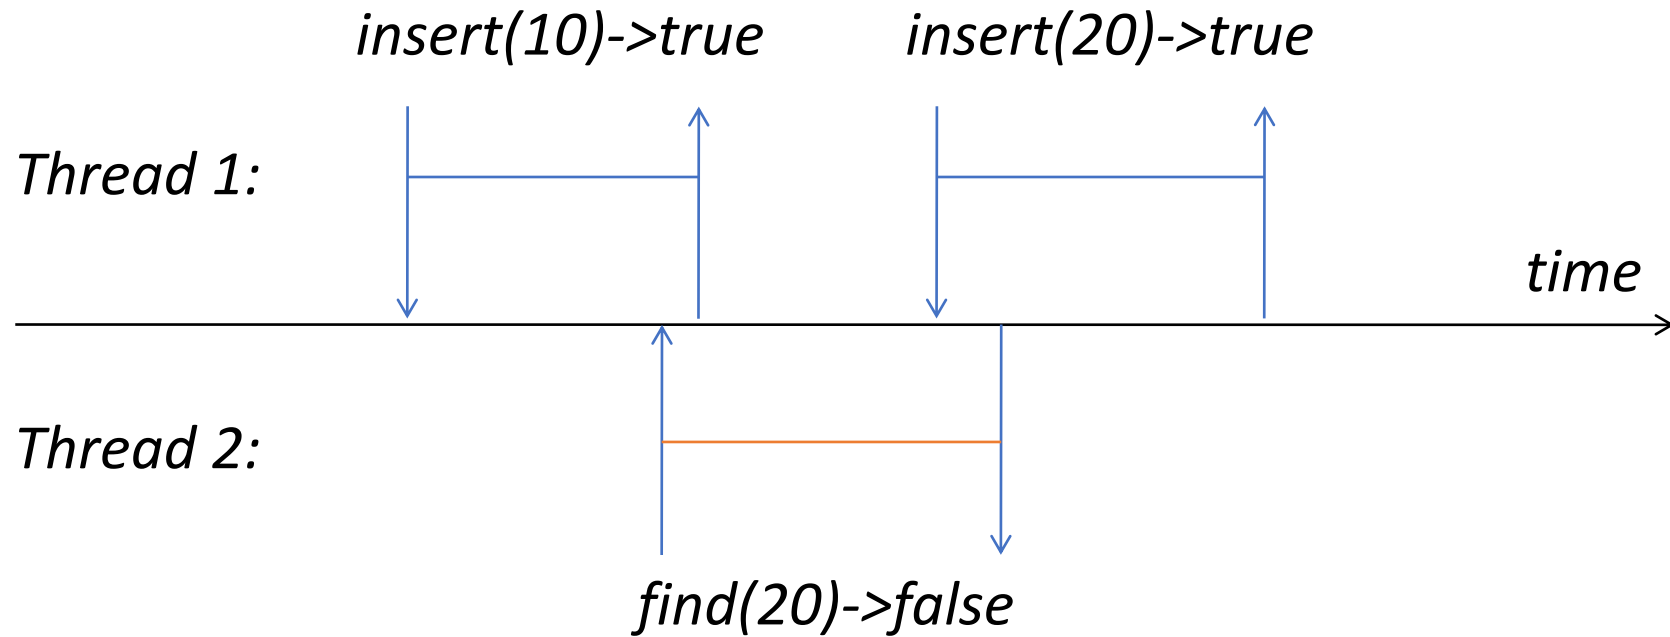 insert(10)->true
insert(20)->true
Thread 1:
time
Thread 2:
find(20)->false